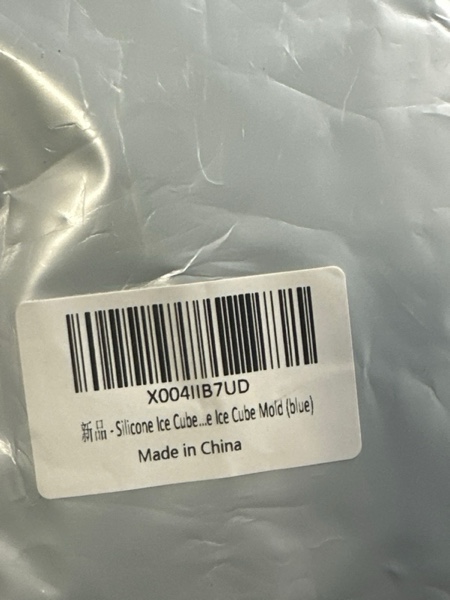 X004IIB7UD
新品 - Silicone Ice Cube...e Ice Cube Mold (blue)
Made in China